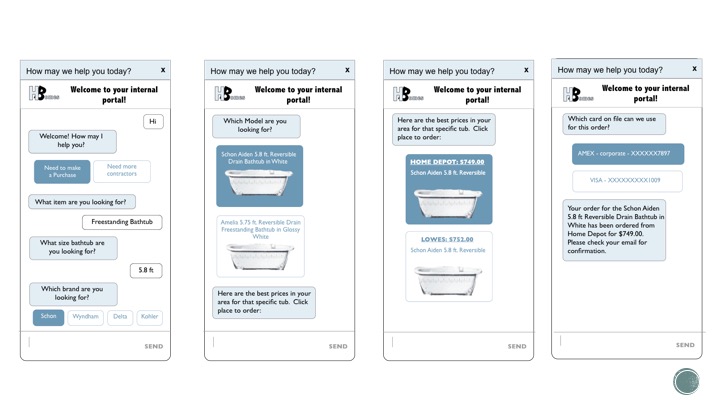 How may we help you today?
x
HB
Welcome to your internal
portal!
Hi
Welcome! How may I
help you?
Need to make
a Purchase
Need more
contractors
What item are you looking for?
Freestanding Bathtub
What size bathtub are
you looking for?
5.8 ft
Which brand are you
looking for?
Schon
Wyndham
Delta
Kohler
SEND
How may we help you today?
x
HB
Welcome to your internal
portal!
Which Model are you
looking for?
Schon Aiden 5.8 ft. Reversible
Drain Bathtub in White
Amelia 5.75 ft. Reversible Drain
Freestanding Bathtub in Glossy
White
Here are the best prices in your
area for that specific tub. Click
place to order:
SEND
How may we help you today?
x
HB
Welcome to your internal
portal!
Here are the best prices in your
area for that specific tub. Click
place to order:
HOME DEPOT: $749.00
Schon Aiden 5.8 ft, Reversible
LOWES: $752.00
Schon Aiden 5.8 ft, Reversible
SEND
How may we help you today?
x
HB
Welcome to your internal
portal!
Which card on file can we use
for this order?
AMEX - corporate - XXXXXX7897
VISA - XXXXXXXXX1009
Your order for the Schon Aiden
5.8 ft Reversible Drain Bathtub in
White has been ordered from
Home Depot for $749.00.
Please check your email for
confirmation.
SEND